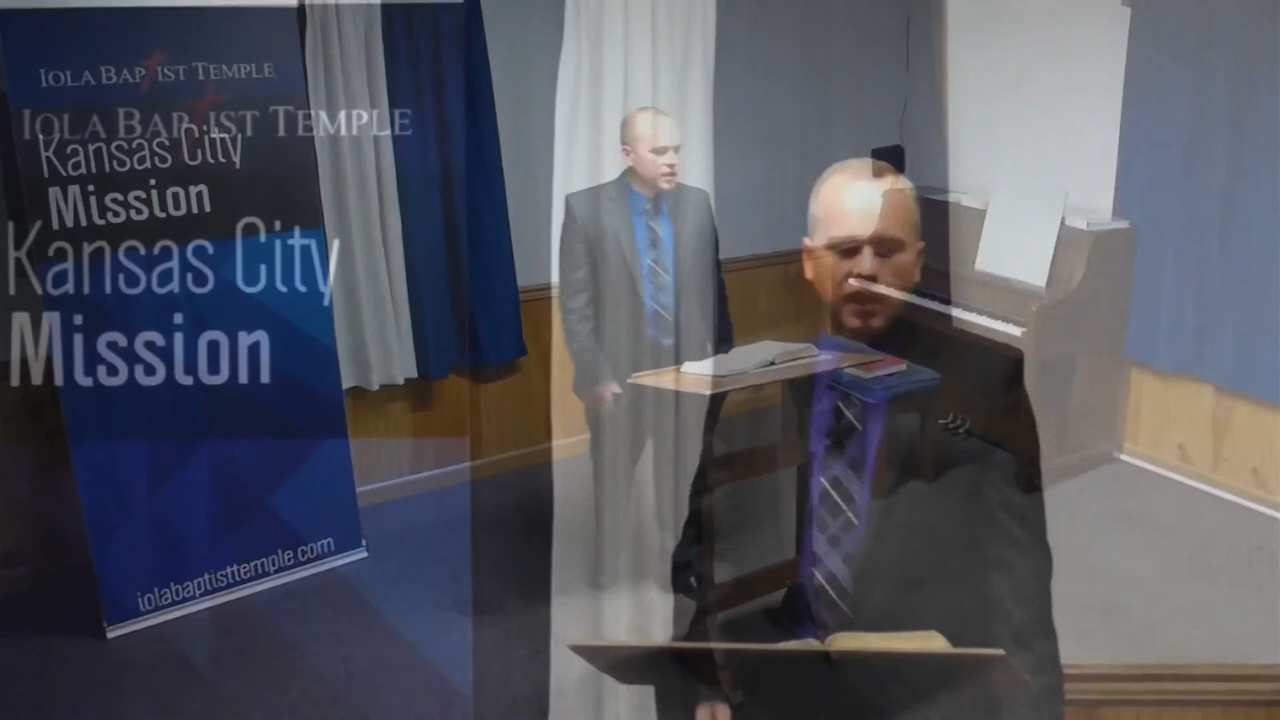 IOLA BAPTIST TEMPLE
IOLA BAPTIST TEMPLE
Kansas City
Mission
Kansas City
Mission
iolabaptisttemple.com